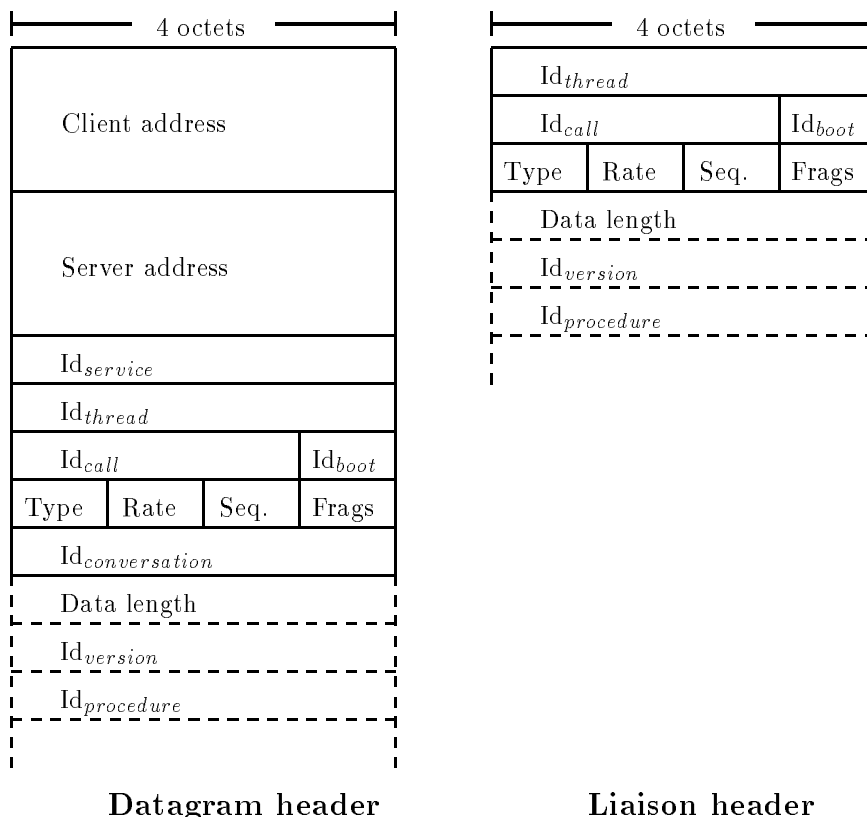 4 octets
Client address
Server address
Id_service
Id_thread
Id_call Id_boot
Type Rate Seq. Frags
Id_conversation
Data length
Id_version
Id_procedure
Datagram header
4 octets
Id_thread
Id_call Id_boot
Type Rate Seq. Frags
Data length
Id_version
Id_procedure
Liaison header